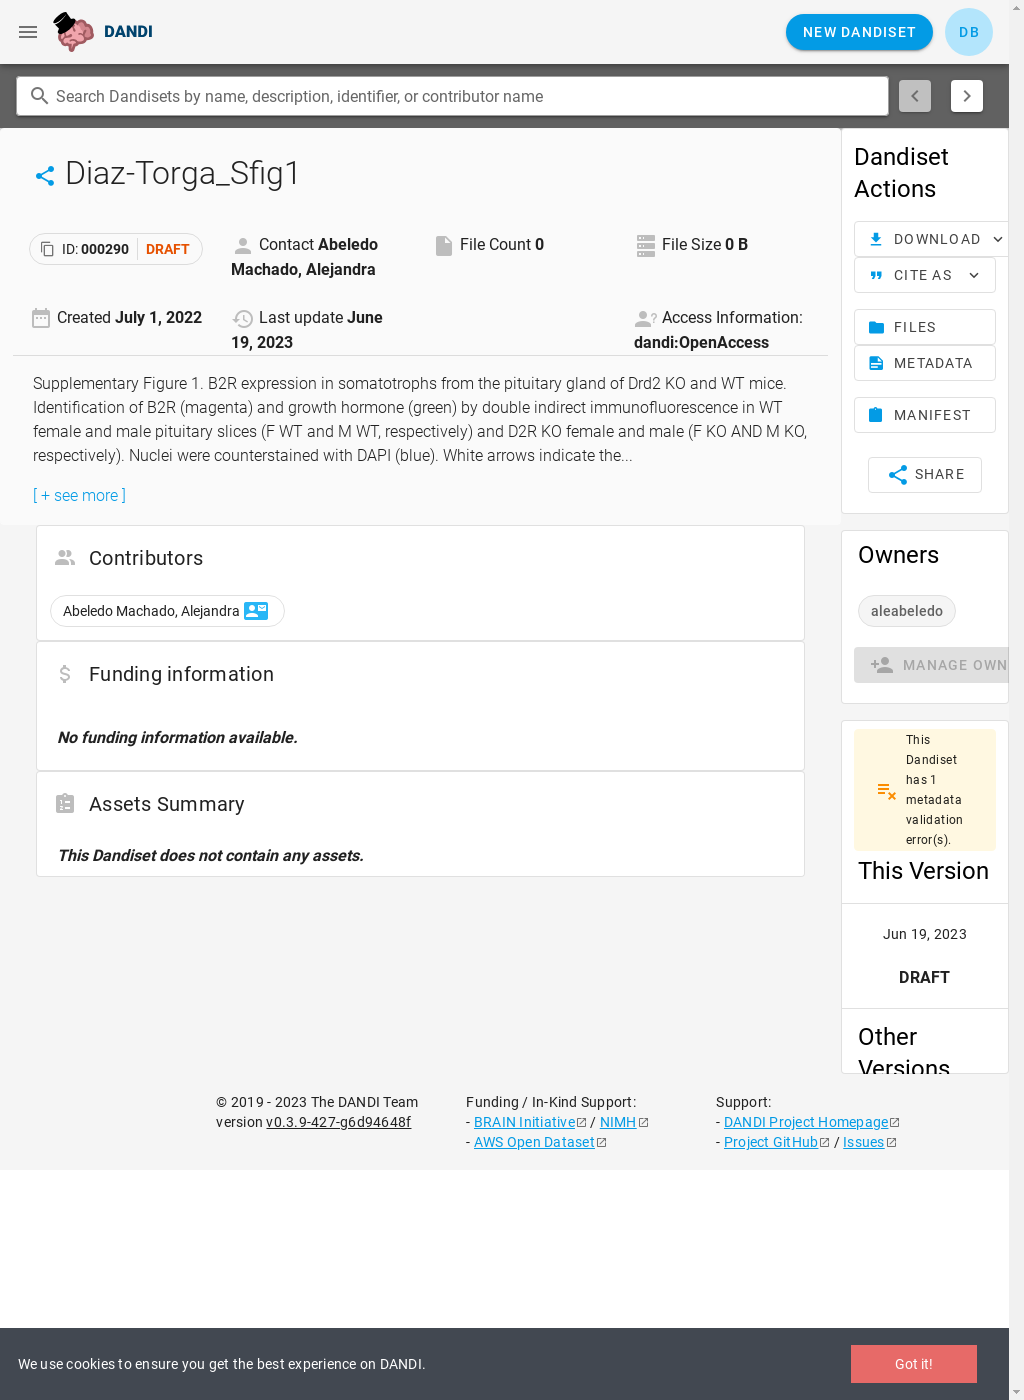 DANDI
NEW DANDISET
DB
Search Dandisets by name, description, identifier, or contributor name
Diaz-Torga_Sfig1
ID: 000290 DRAFT
Contact Abeledo
Machado, Alejandra
File Count 0
File Size 0 B
Created July 1, 2022
Last update June
19, 2023
Access Information:
dandi:OpenAccess
Supplementary Figure 1. B2R expression in somatotrophs from the pituitary gland of Drd2 KO and WT mice.
Identification of B2R (magenta) and growth hormone (green) by double indirect immunofluorescence in WT
female and male pituitary slices (F WT and M WT, respectively) and D2R KO female and male (F KO AND M KO,
respectively). Nuclei were counterstained with DAPI (blue). White arrows indicate the...
[ + see more ]
Contributors
Abeledo Machado, Alejandra
Funding information
No funding information available.
Assets Summary
This Dandiset does not contain any assets.
Dandiset
Actions
DOWNLOAD
CITE AS
FILES
METADATA
MANIFEST
SHARE
Owners
aleabeledo
MANAGE OWN
This
Dandiset
has 1
metadata
validation
error(s).
This Version
Jun 19, 2023
DRAFT
Other
Versions
© 2019 - 2023 The DANDI Team
version v0.3.9-427-g6d94648f
Funding / In-Kind Support:
- BRAIN Initiative / NIMH
- AWS Open Dataset
Support:
- DANDI Project Homepage
- Project GitHub / Issues
We use cookies to ensure you get the best experience on DANDI.
Got it!